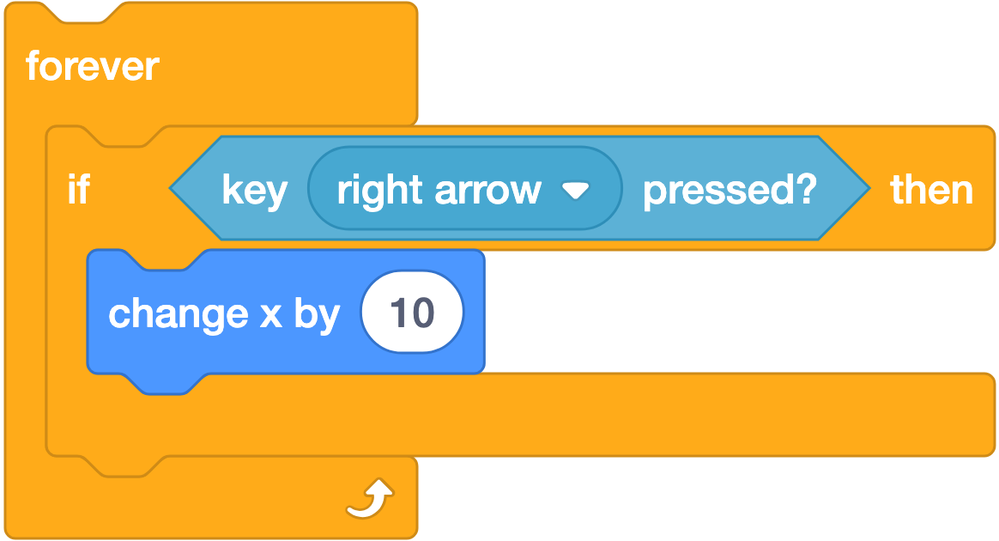 forever
if key right arrow pressed? then
change x by 10